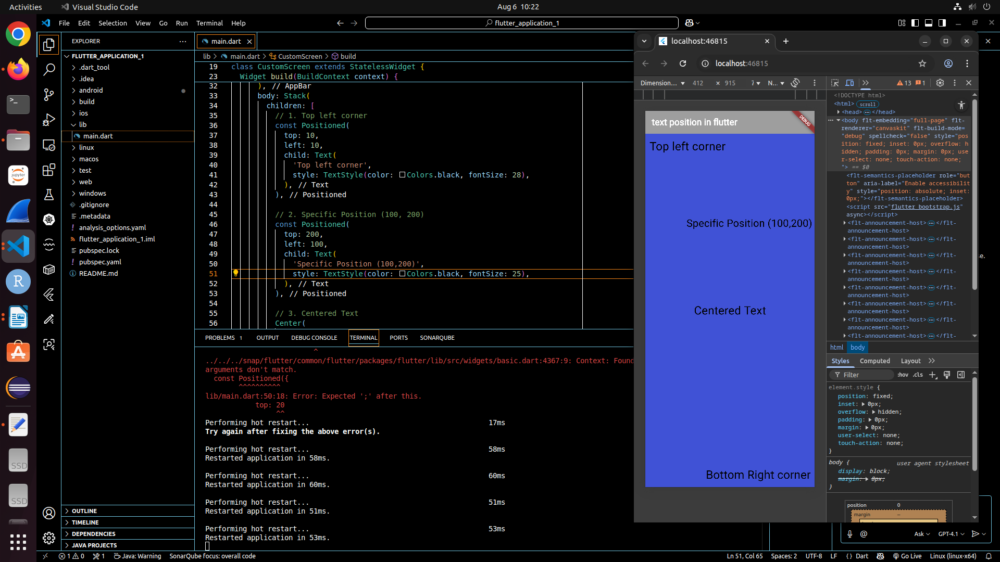 Activities
Visual Studio Code
Aug 6 10:22
File Edit Selection View Go Run Terminal Help
flutter_application_1
EXPLORER
FLUTTER_APPLICATION_1
.dart_tool
.idea
android
build
ios
lib
main.dart
linux
macos
test
web
windows
.gitignore
.metadata
analysis_options.yaml
flutter_application_1.iml
pubspec.lock
pubspec.yaml
README.md
OUTLINE
TIMELINE
DEPENDENCIES
JAVA PROJECTS
main.dart
lib > main.dart > CustomScreen > build
19 class CustomScreen extends StatelessWidget {
23 Widget build(BuildContext context) {
32 ), // AppBar
33 body: Stack(
34 children: [
35 // 1. Top left corner
36 const Positioned(
37 top: 10,
38 left: 10,
39 child: Text(
40 'Top left corner',
41 style: TextStyle(color: Colors.black, fontSize: 28),
42 ), // Text
43 ), // Positioned
44
45 // 2. Specific Position (100, 200)
46 const Positioned(
47 top: 200,
48 left: 100,
49 child: Text(
50 'Specific Position (100,200)',
51 style: TextStyle(color: Colors.black, fontSize: 25),
52 ), // Text
53 ), // Positioned
54
55 // 3. Centered Text
56 Center(
PROBLEMS 1 OUTPUT DEBUG CONSOLE TERMINAL PORTS SONARQUBE
^
../../../snap/flutter/common/flutter/packages/flutter/lib/src/widgets/basic.dart:4367:9: Context: Found
arguments don't match.
const Positioned({
^^^^^^^^^^
lib/main.dart:50:18: Error: Expected ';' after this.
top: 20
^^
Performing hot restart... 17ms
Try again after fixing the above error(s).
Performing hot restart... 58ms
Restarted application in 58ms.
Performing hot restart... 60ms
Restarted application in 60ms.
Performing hot restart... 51ms
Restarted application in 51ms.
Performing hot restart... 53ms
Restarted application in 53ms.
localhost:46815
localhost:46815
Dimension... 412 × 915 7 N...
text position in flutter
DEBUG
Top left corner
Specific Position (100,200)
Centered Text
Bottom Right corner
13 1
<!DOCTYPE html>
<html> scroll
<head> ••• </head>
••• <body flt-embedding="full-page" flt-
renderer="canvaskit" flt-build-mode=
"debug" spellcheck="false" style="pos
ition: fixed; inset: 0px; overflow: h
idden; padding: 0px; margin: 0px; use
r-select: none; touch-action: none;
"> == $0
<flt-semantics-placeholder role="but
ton" aria-label="Enable accessibilit
y" style="position: absolute; inset:
0px;"></flt-semantics-placeholder>
<script src="flutter_bootstrap.js"
async></script>
<flt-announcement-host> ••• </flt-
announcement-host>
<flt-announcement-host> ••• </flt-
announcement-host>
<flt-announcement-host> ••• </flt-
announcement-host>
<flt-announcement-host> ••• </flt-
announcement-host>
<flt-announcement-host> ••• </flt-
announcement-host>
<flt-announcement-host> ••• </flt-
announcement-host>
<flt-announcement-host> ••• </flt-
announcement-host>
<flt-announcement-host> ••• </flt-
html body
Styles Computed Layout
Filter :hov .cls
element.style {
position: fixed;
inset: 0px;
overflow: hidden;
padding: 0px;
margin: 0px;
user-select: none;
touch-action: none;
}
body { user agent stylesheet
display: block;
margin: 8px;
}
position 0
margin –
e.
@ Ask GPT-4.1
jupyter
R
SSD
SSD
1 0 1 Java: Warning SonarQube focus: overall code
Ln 51, Col 65 Spaces: 2 UTF-8 LF {} Dart Go Live Linux (linux-x64)